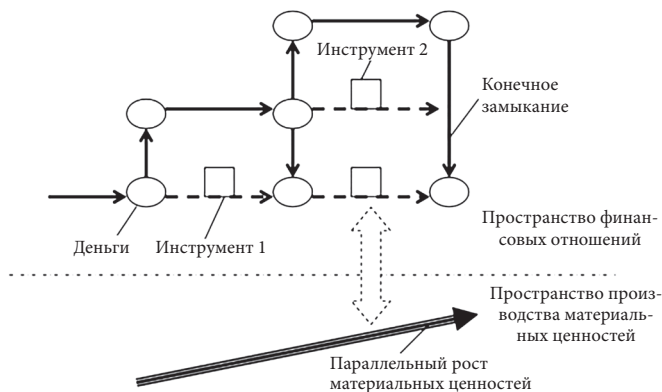 Инструмент 2
Конечное
замыкание
Деньги
Инструмент 1
Пространство финан-
совых отношений
Пространство произ-
водства материаль-
ных ценностей
Параллельный рост
материальных ценностей